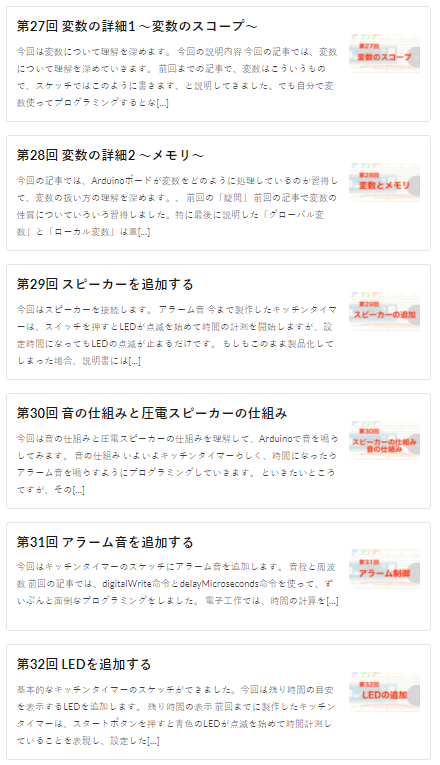 第27回 変数の詳細1 〜変数のスコープ〜
今回は変数について理解を深めます。 今回の説明内容 今回の記事では、変数
について理解を深めていきます。 前回までの記事で、変数はこういうもの
で、スケッチではこのように書きます、と説明してきました。でも自分で変
数使ってプログラミングするとな[...]
第27回
変数のスコープ
第28回 変数の詳細2 〜メモリ〜
今回の記事では、Arduinoボードが変数をどのように処理しているのか習得し
て、変数の扱い方の理解を深めます。、 前回の「疑問」 前回の記事で変数の
性質についていろいろ習得しました。特に最後に説明した「グローバル変
数」と「ローカル変数」は重[...]
第28回
変数とメモリ
第29回 スピーカーを追加する
今回はスピーカーを接続します。 アラーム音 今まで製作したキッチンタイマ
ーは、スイッチを押すとLEDが点滅を始めて時間の計測を開始しますが、設
定時間になってもLEDの点滅が止まるだけです。 もしもこのまま製品化して
しまった場合、説明書には[...]
第29回
スピーカーの追加
第30回 音の仕組みと圧電スピーカーの仕組み
今回は音の仕組みと圧電スピーカーの仕組みを理解して、Arduinoで音を鳴ら
してみます。 音の仕組み いよいよキッチンタイマーらしく、時間になったら
アラーム音を鳴らすようにプログラミングしていきます。 といきたいところ
ですが、その[...]
第30回
スピーカーの仕組み
音の仕組み
第31回 アラーム音を追加する
今回はキッチンタイマーのスケッチにアラーム音を追加します。 音程と周波
数 前回の記事では、digitalWrite命令とdelayMicroseconds命令を使って、ず
いぶんと面倒なプログラミングをしました。 電子工作では、時間の計算を[...]
第31回
アラーム制御
第32回 LEDを追加する
基本的なキッチンタイマーのスケッチができました。今回は残り時間の目安
を表示するLEDを追加します。 残り時間の表示 前回までに製作したキッチン
タイマーは、スタートボタンを押すと青色のLEDが点滅を始めて時間計測し
ていることを表現し、設定した[...]
第32回
LEDの追加